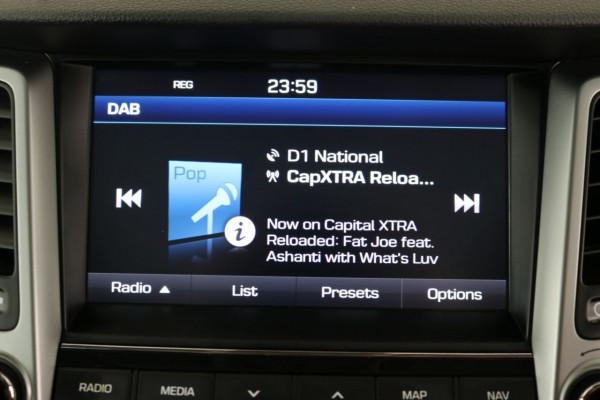 REG 23:59
DAB
Pop
D1 National
CapXTRA Reloa...
i
Now on Capital XTRA
Reloaded: Fat Joe feat.
Ashanti with What's Luv
Radio ▲ List Presets Options
RADIO MEDIA MAP NAV